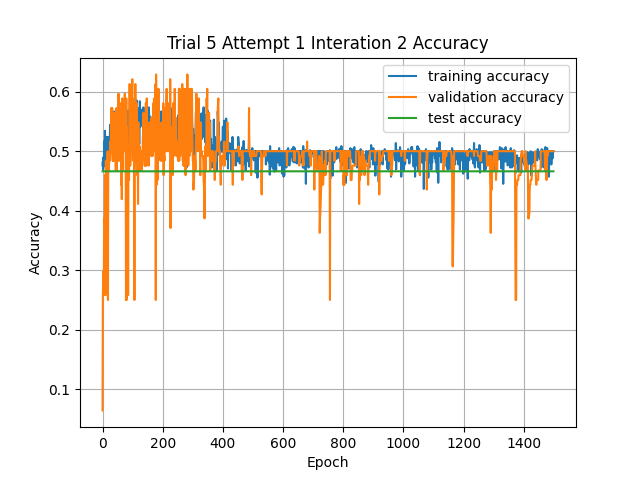 Trial 5 Attempt 1 Interation 2 Accuracy
training accuracy
validation accuracy
test accuracy
0.6
0.5
0.4
0.3
0.2
0.1
Accuracy
0 200 400 600 800 1000 1200 1400
Epoch